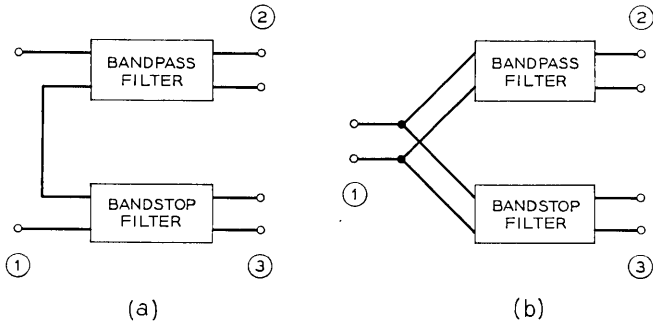 2
BANDPASS
FILTER
BANDSTOP
FILTER
1
3
(a)
2
BANDPASS
FILTER
1
BANDSTOP
FILTER
3
(b)